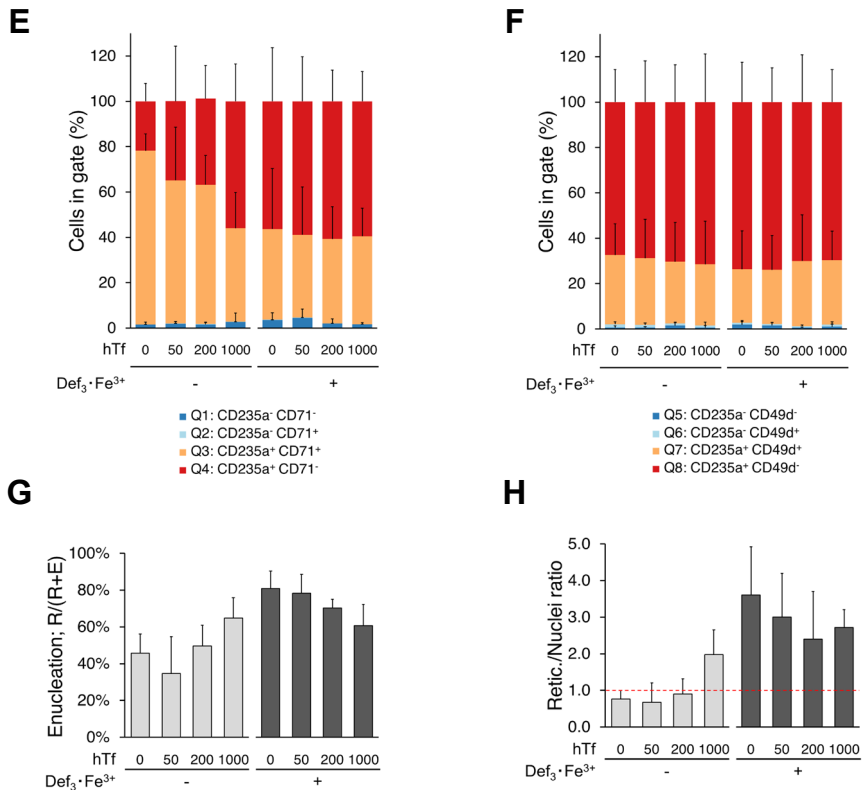 E
Cells in gate (%)
120
100
80
60
40
20
0
hTf 0 50 200 1000 0 50 200 1000
Def₃·Fe³⁺ - +
Q1: CD235a⁻ CD71⁻
Q2: CD235a⁻ CD71⁺
Q3: CD235a⁺ CD71⁺
Q4: CD235a⁺ CD71⁻
F
Cells in gate (%)
120
100
80
60
40
20
0
hTf 0 50 200 1000 0 50 200 1000
Def₃·Fe³⁺ - +
Q5: CD235a⁻ CD49d⁻
Q6: CD235a⁻ CD49d⁺
Q7: CD235a⁺ CD49d⁺
Q8: CD235a⁺ CD49d⁻
G
Enucleation; R/(R+E)
100%
80%
60%
40%
20%
0%
hTf 0 50 200 1000 0 50 200 1000
Def₃·Fe³⁺ - +
H
Retic./Nuclei ratio
5.0
4.0
3.0
2.0
1.0
0.0
hTf 0 50 200 1000 0 50 200 1000
Def₃·Fe³⁺ - +